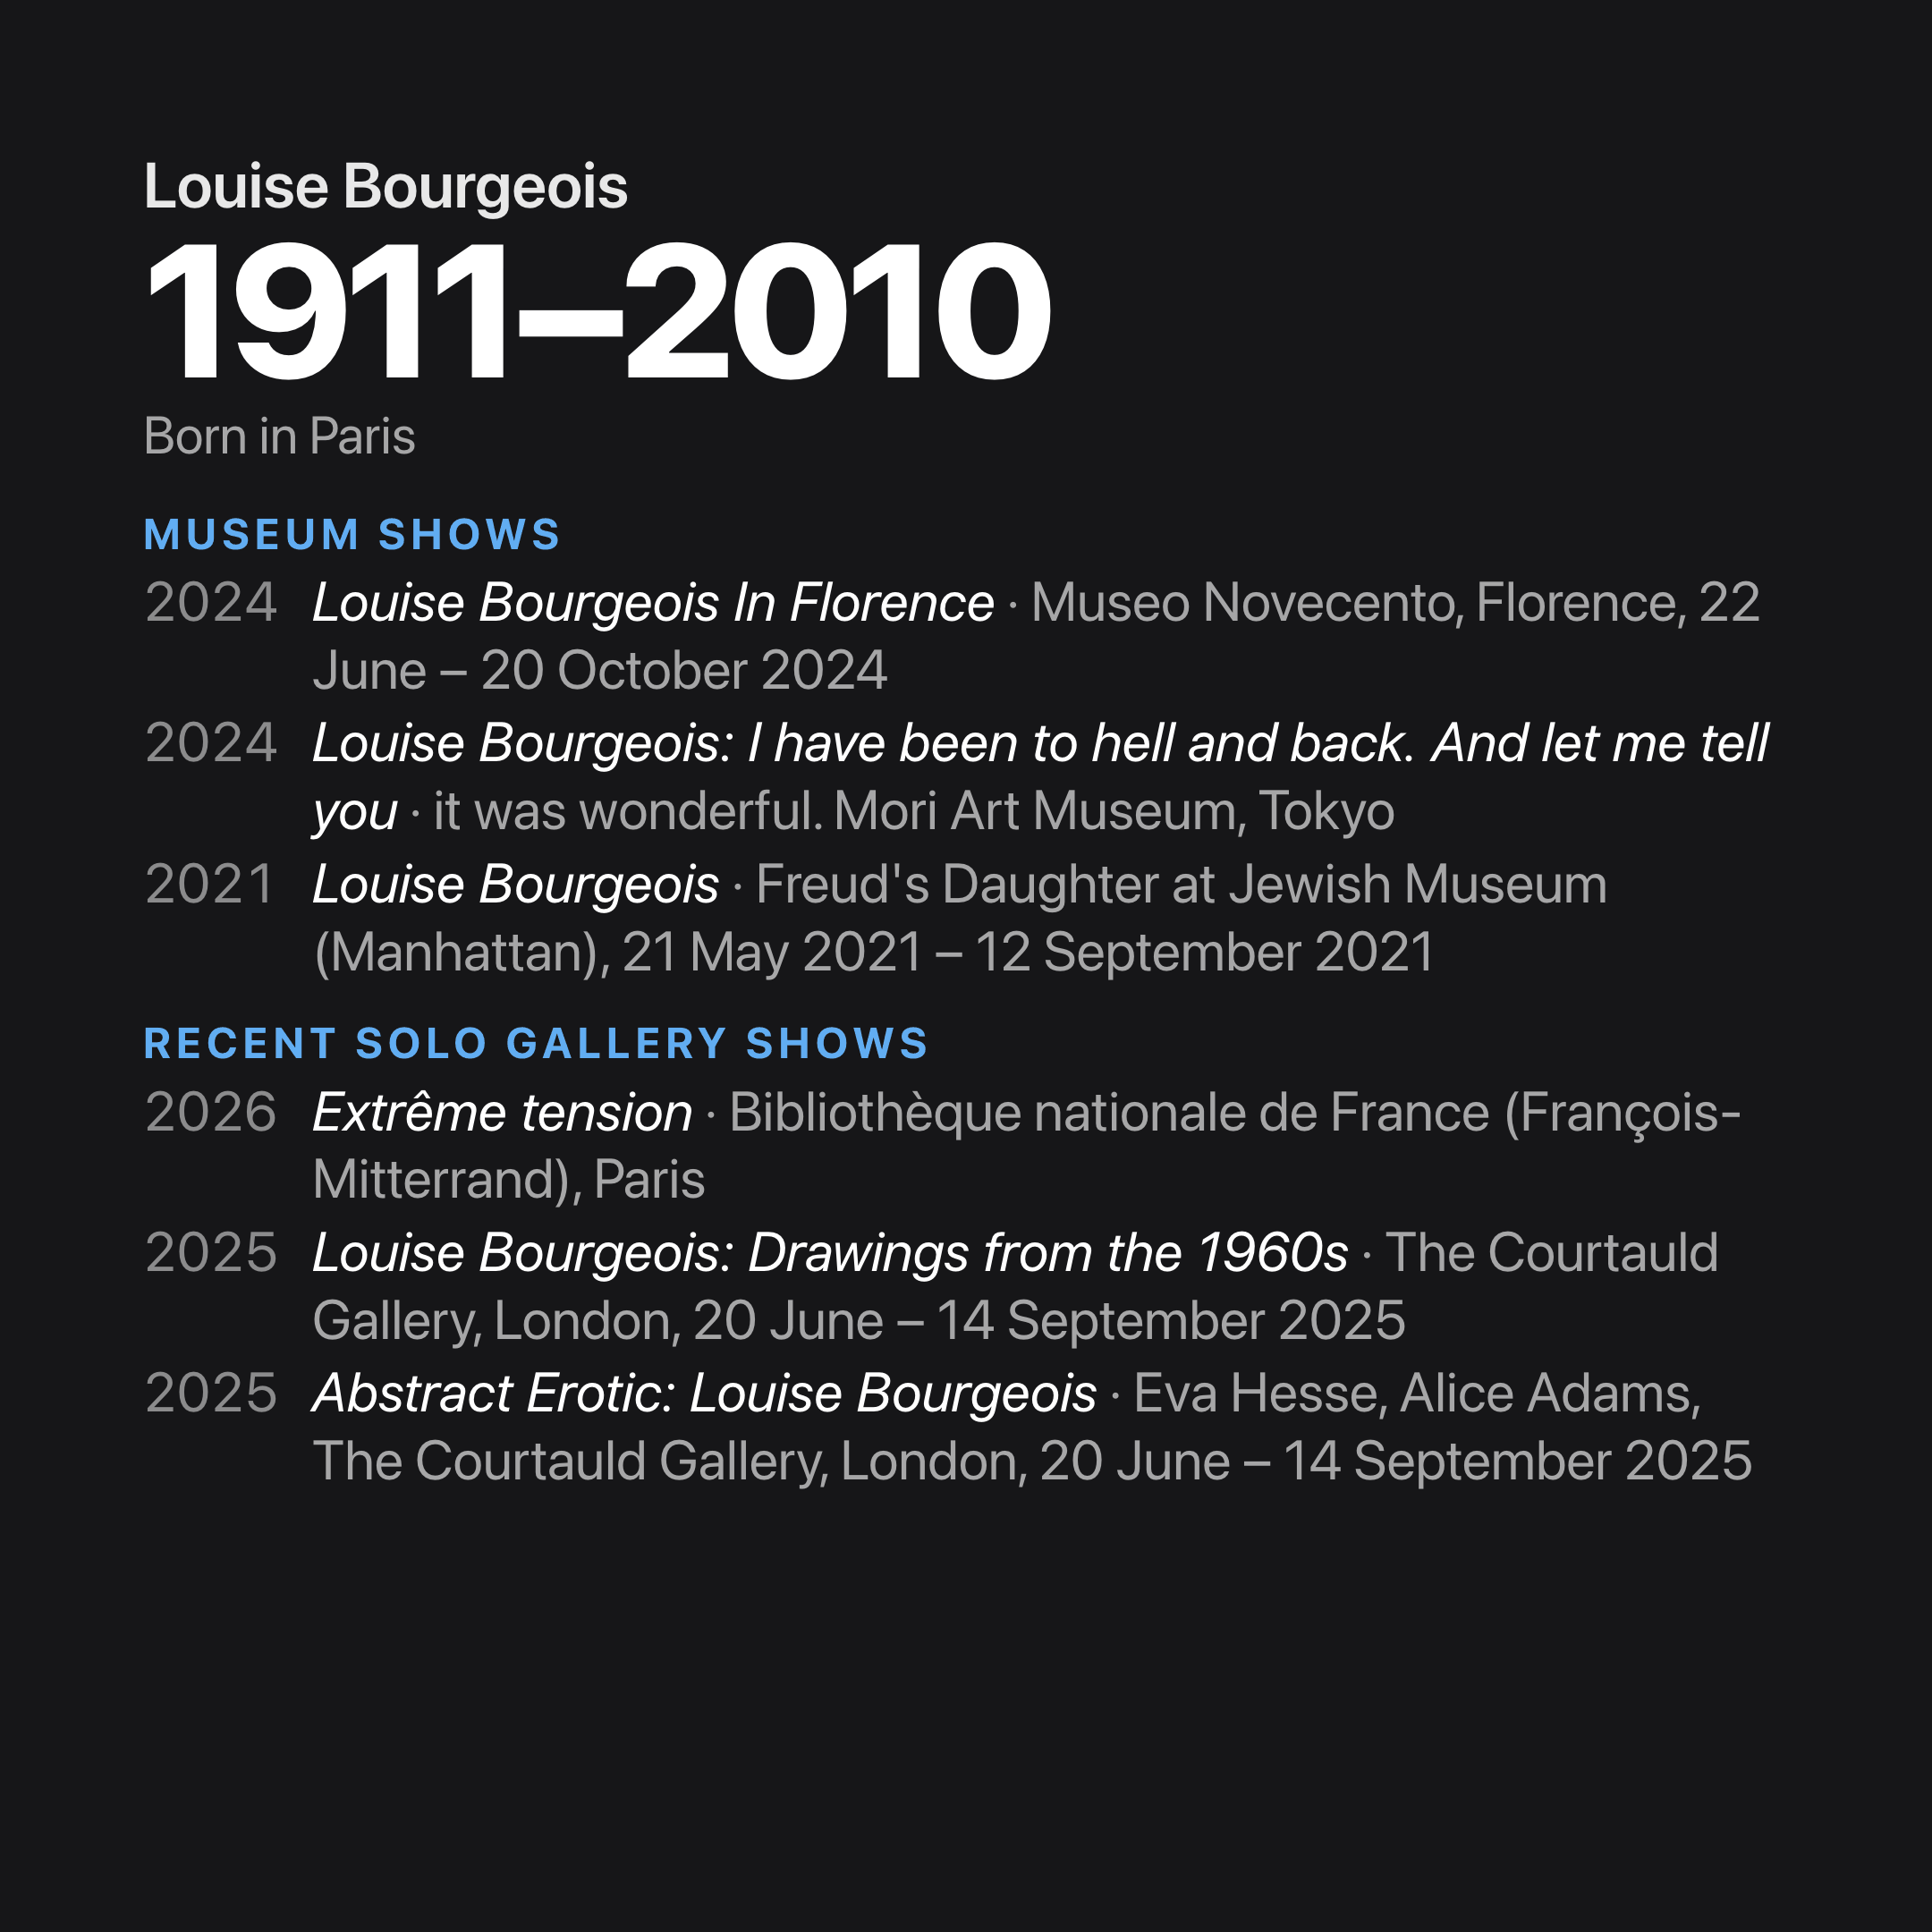 Louise Bourgeois
1911–2010
Born in Paris
MUSEUM SHOWS
2024 Louise Bourgeois In Florence · Museo Novecento, Florence, 22
June – 20 October 2024
2024 Louise Bourgeois: I have been to hell and back. And let me tell
you · it was wonderful. Mori Art Museum, Tokyo
2021 Louise Bourgeois · Freud's Daughter at Jewish Museum
(Manhattan), 21 May 2021 – 12 September 2021
RECENT SOLO GALLERY SHOWS
2026 Extrême tension · Bibliothèque nationale de France (François-
Mitterrand), Paris
2025 Louise Bourgeois: Drawings from the 1960s · The Courtauld
Gallery, London, 20 June – 14 September 2025
2025 Abstract Erotic: Louise Bourgeois · Eva Hesse, Alice Adams,
The Courtauld Gallery, London, 20 June – 14 September 2025